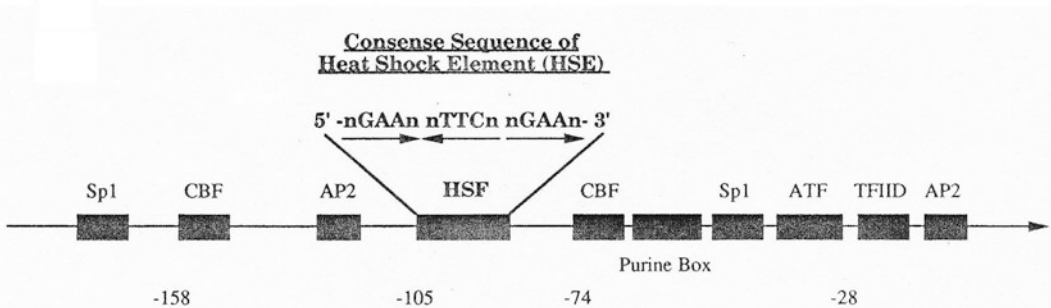 Consense Sequence of
Heat Shock Element (HSE)
5' -nGAAn nTTCn nGAAn- 3'
Sp1 CBF AP2 HSF CBF Sp1 ATF TFIID AP2
Purine Box
-158 -105 -74 -28